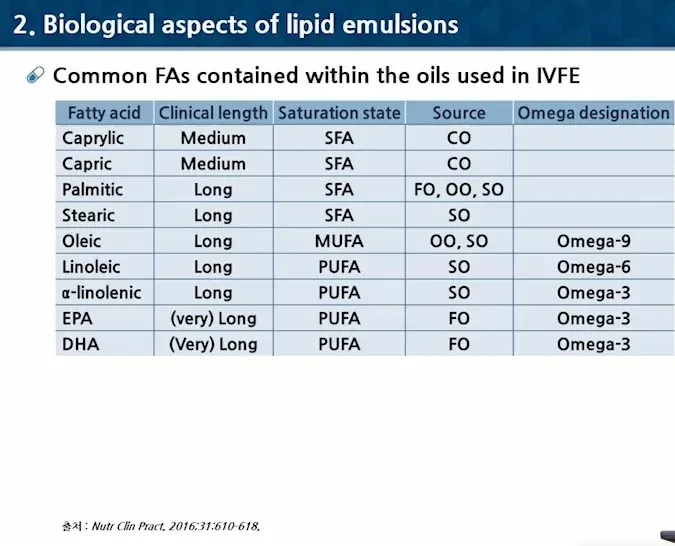 2. Biological aspects of lipid emulsions
Common FAs contained within the oils used in IVFE
Fatty acid Clinical length Saturation state Source Omega designation
Caprylic Medium SFA CO
Capric Medium SFA CO
Palmitic Long SFA FO, OO, SO
Stearic Long SFA SO
Oleic Long MUFA OO, SO Omega-9
Linoleic Long PUFA SO Omega-6
α-linolenic Long PUFA SO Omega-3
EPA (very) Long PUFA FO Omega-3
DHA (Very) Long PUFA FO Omega-3
출처 : Nutr Clin Pract. 2016;31:610-618.